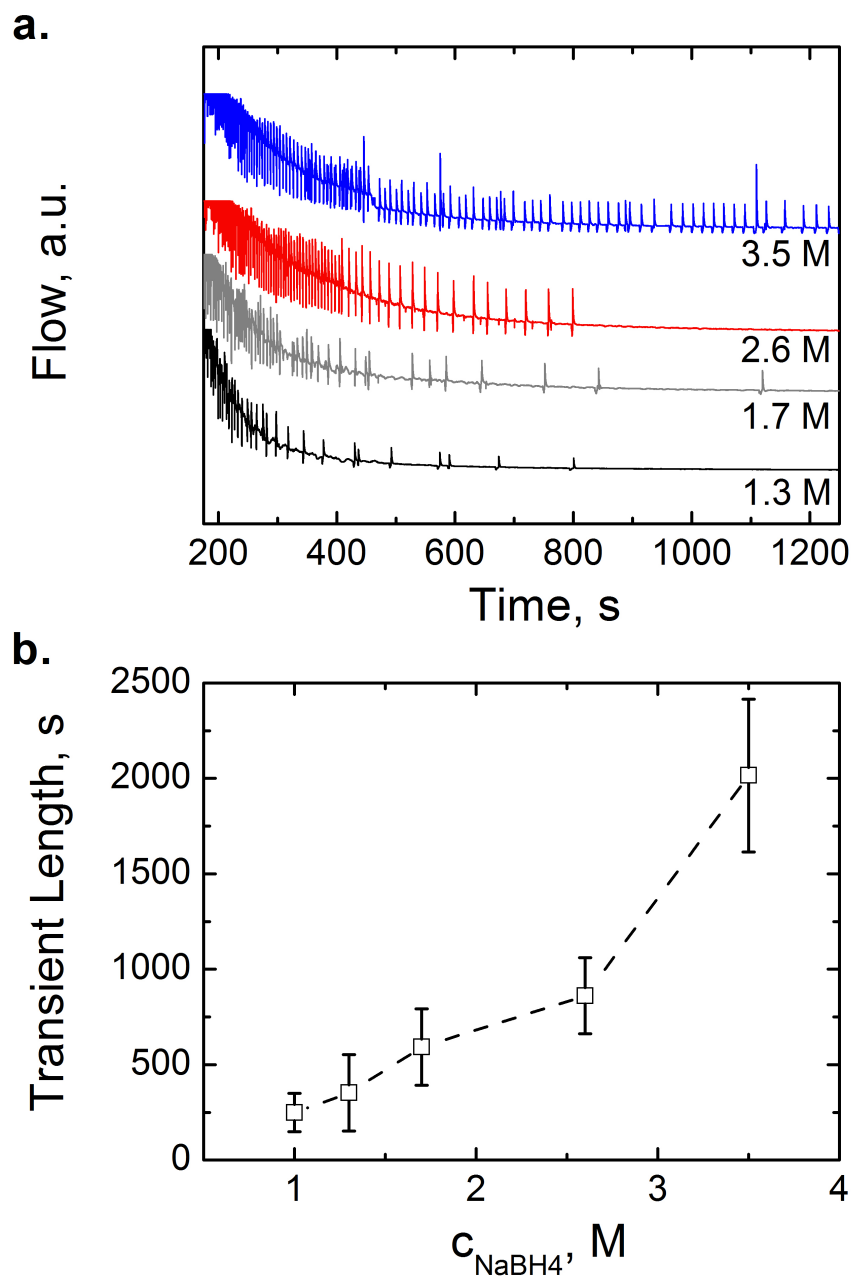 a.
Flow, a.u.
3.5 M
2.6 M
1.7 M
1.3 M
200 400 600 800 1000 1200
Time, s
b.
Transient Length, s
2500
2000
1500
1000
500
0
1 2 3 4
c_NaBH4, M